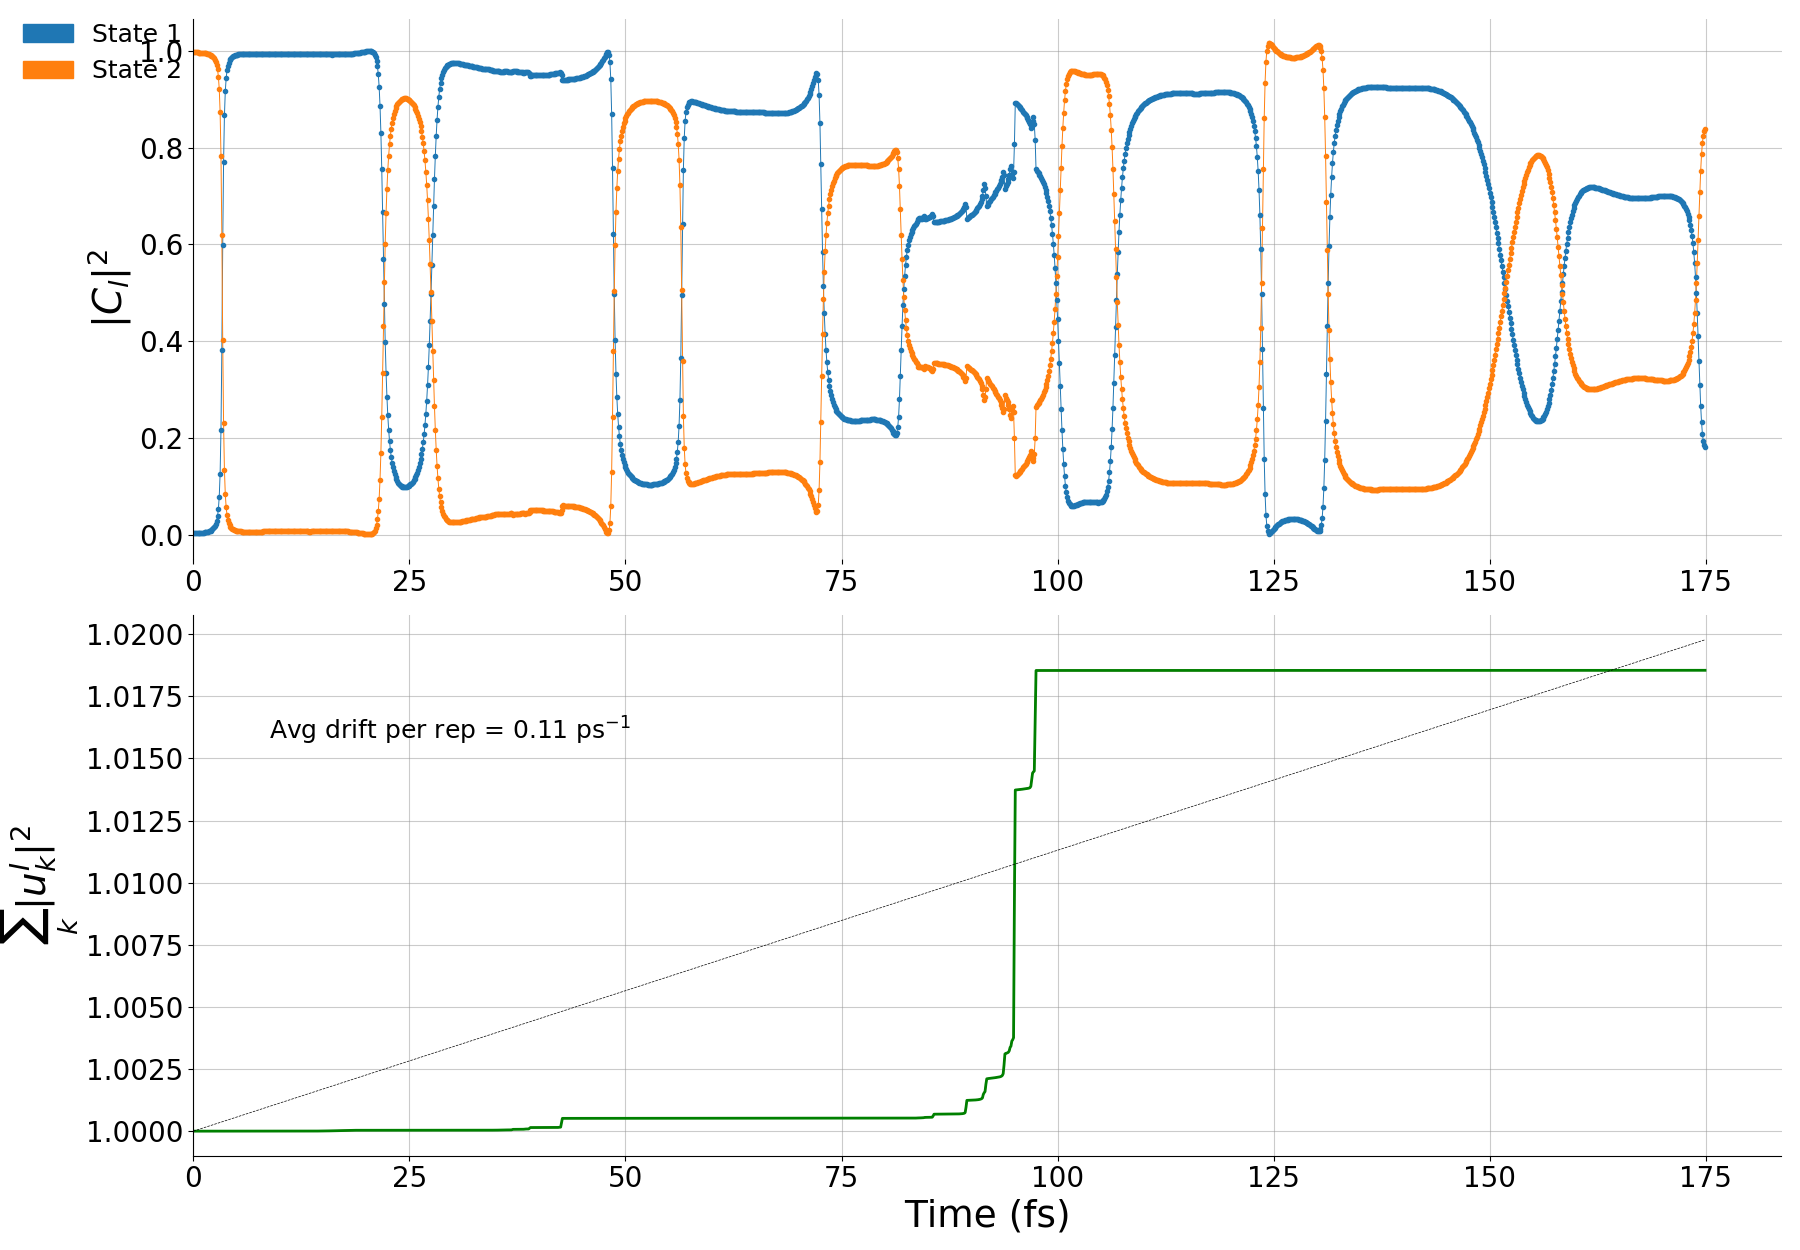 State 1
State 2
|C_l|^2
1.0
0.8
0.6
0.4
0.2
0.0
0 25 50 75 100 125 150 175
∑_k |u_k^l|^2
1.0200
1.0175
1.0150
1.0125
1.0100
1.0075
1.0050
1.0025
1.0000
Avg drift per rep = 0.11 ps⁻¹
0 25 50 75 100 125 150 175
Time (fs)